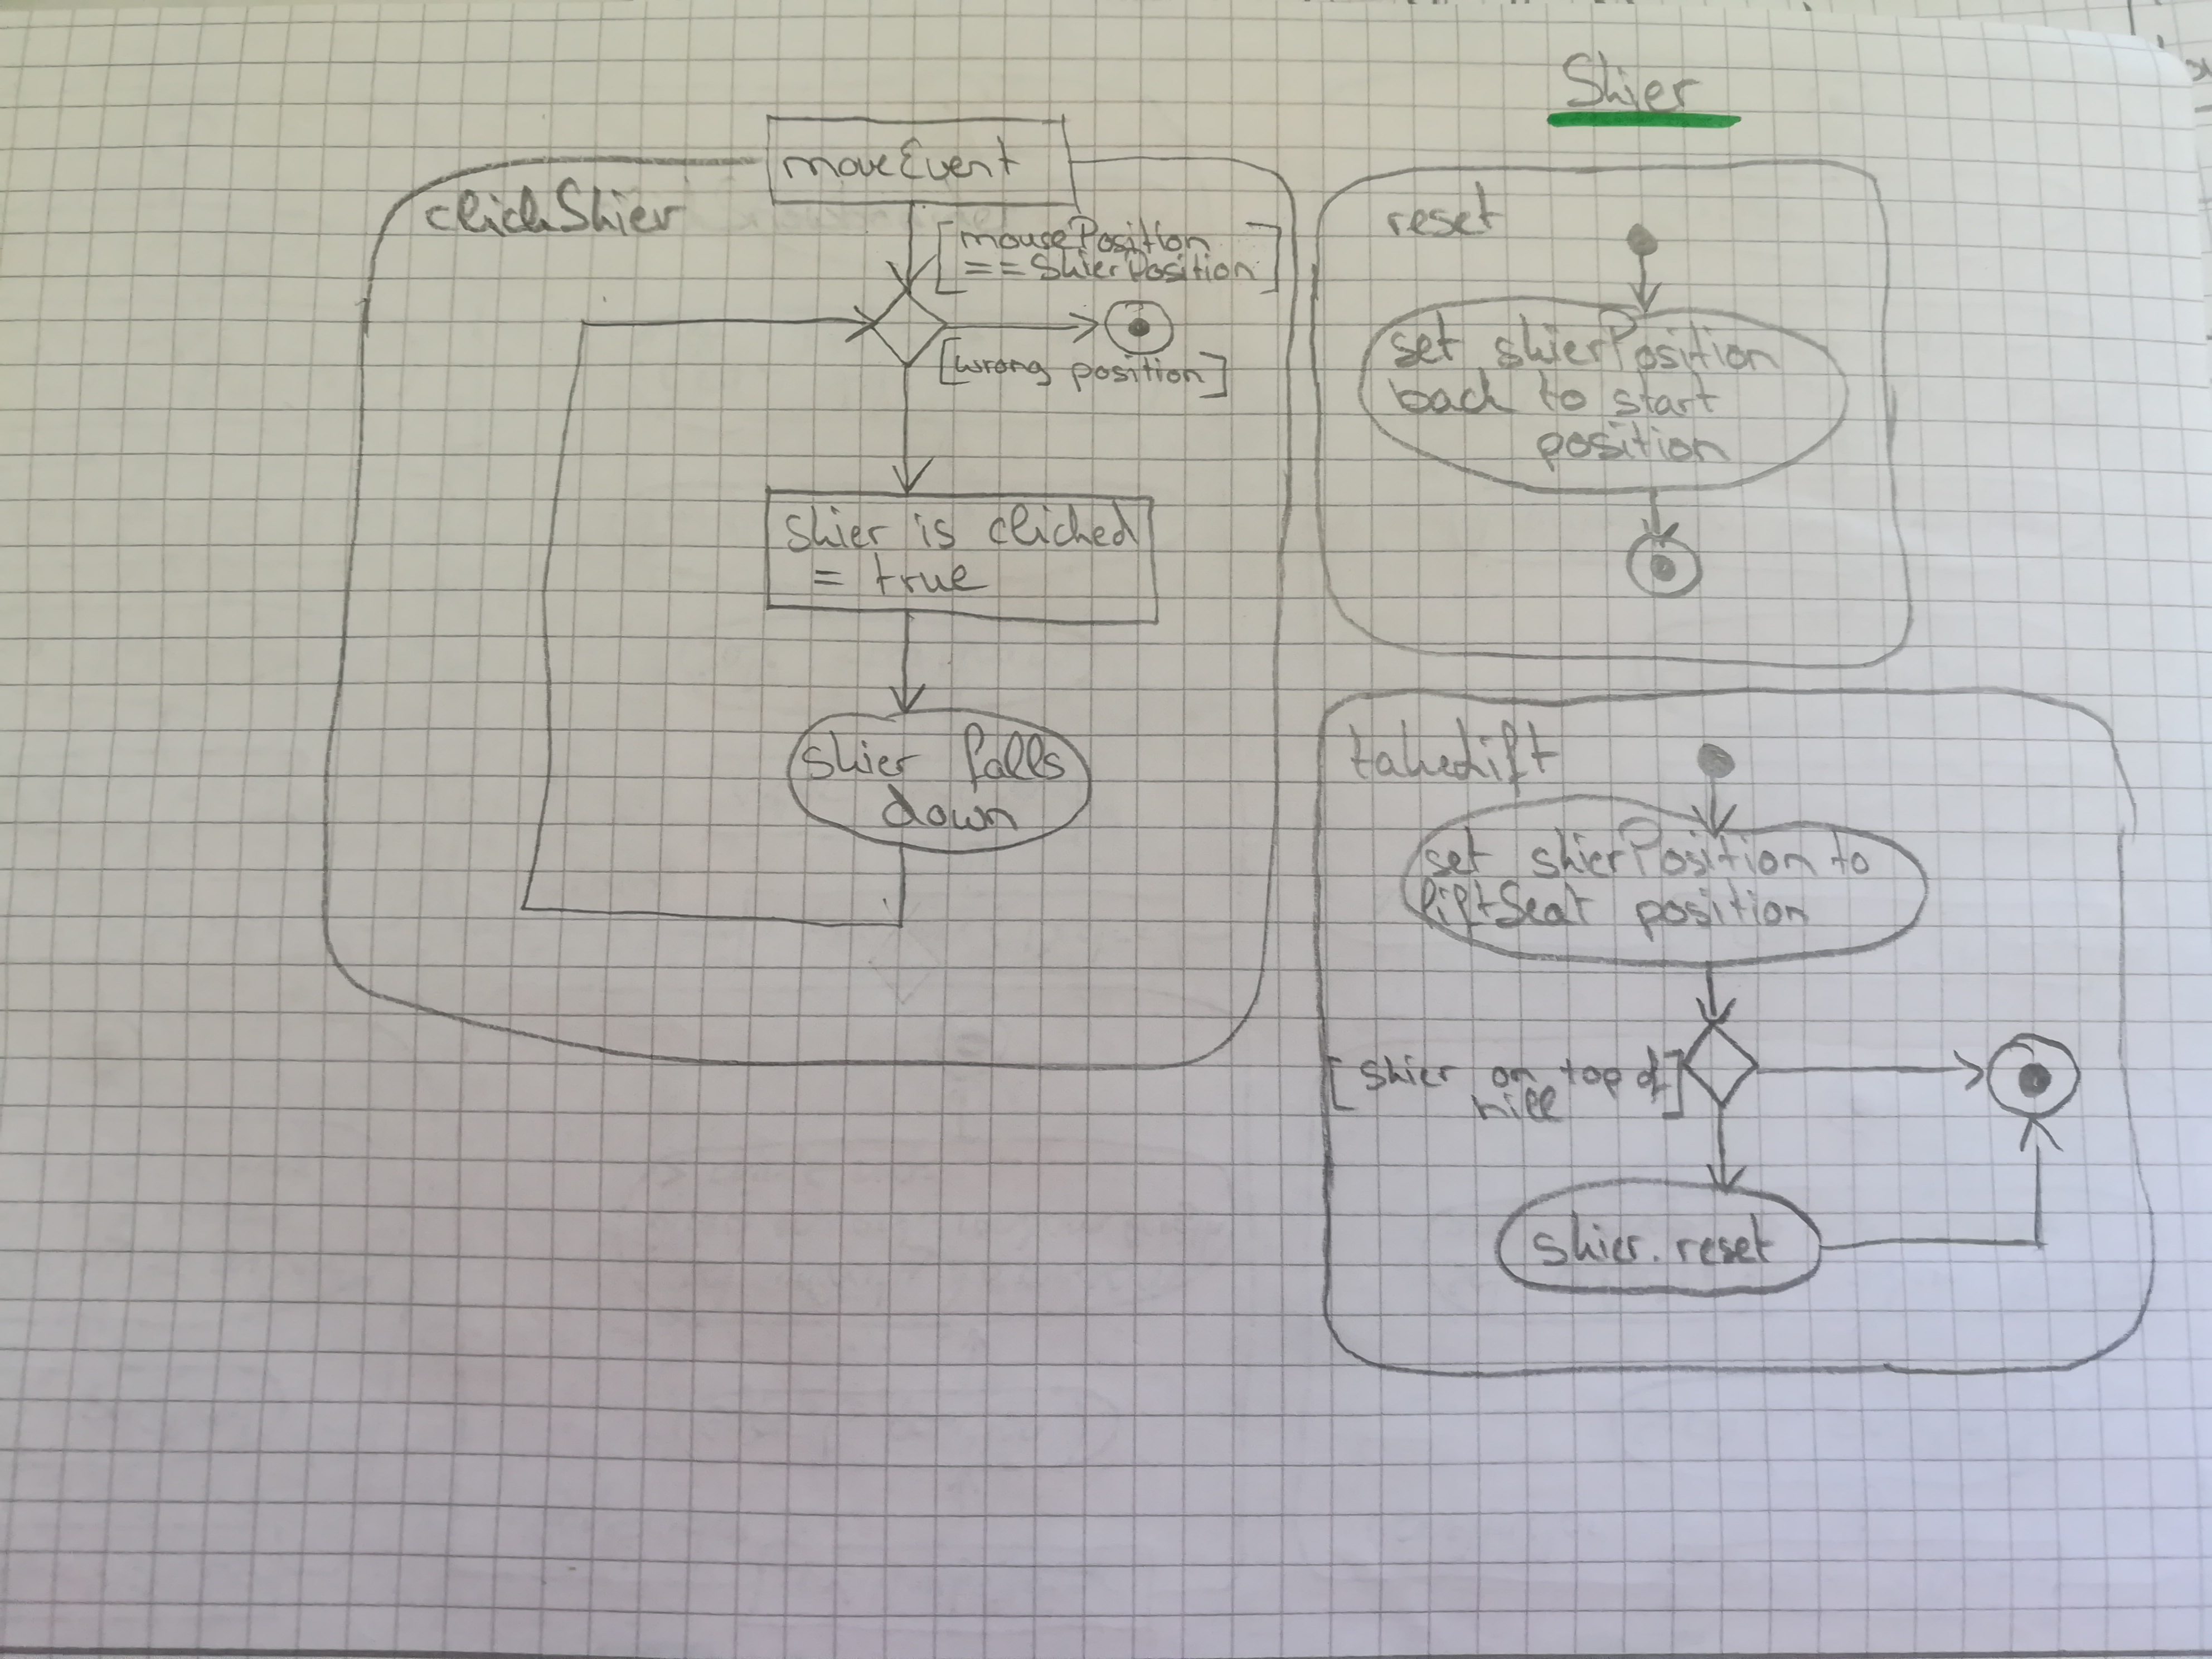 Skier
moveEvent
clickSkier
[mousePosition
==SkierPosition]
[wrong position]
skier is clicked
= true
skier falls
down
reset
set skierPosition
back to start
position
takeLift
set skierPosition to
liftSeat position
[skier on top of
hill]
skier.reset